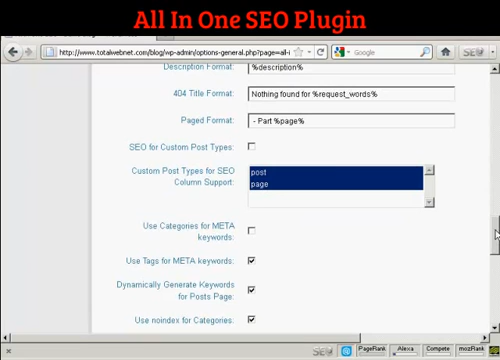 All In One SEO Plugin
http://www.totalwebnet.com/blog/wp-admin/options-general.php?page=all-i
Google
SEO
Description Format:
%description%
404 Title Format:
Nothing found for %request_words%
Paged Format:
- Part %page%
SEO for Custom Post Types:
Custom Post Types for SEO
Column Support:
post
page
Use Categories for META
keywords:
Use Tags for META keywords:
Dynamically Generate Keywords
for Posts Page:
Use noindex for Categories:
SEO
PageRank
Alexa
Compete
mozRank